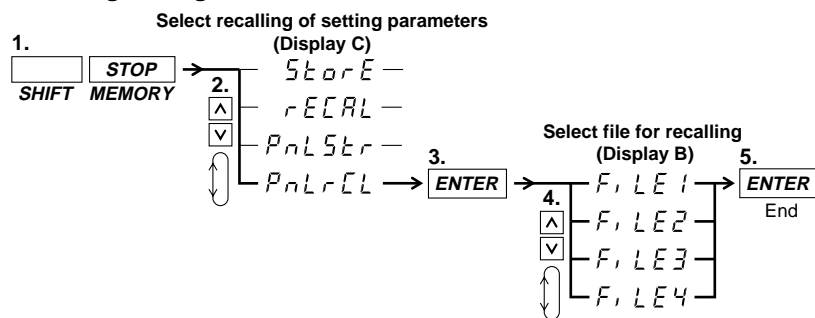 Select recalling of setting parameters
(Display C)
1.
STOP
SHIFT MEMORY
2.
StorE
rECAL
PnLStr
PnLrCL
3.
ENTER
Select file for recalling
(Display B)
4.
FiLE1
FiLE2
FiLE3
FiLE4
5.
ENTER
End